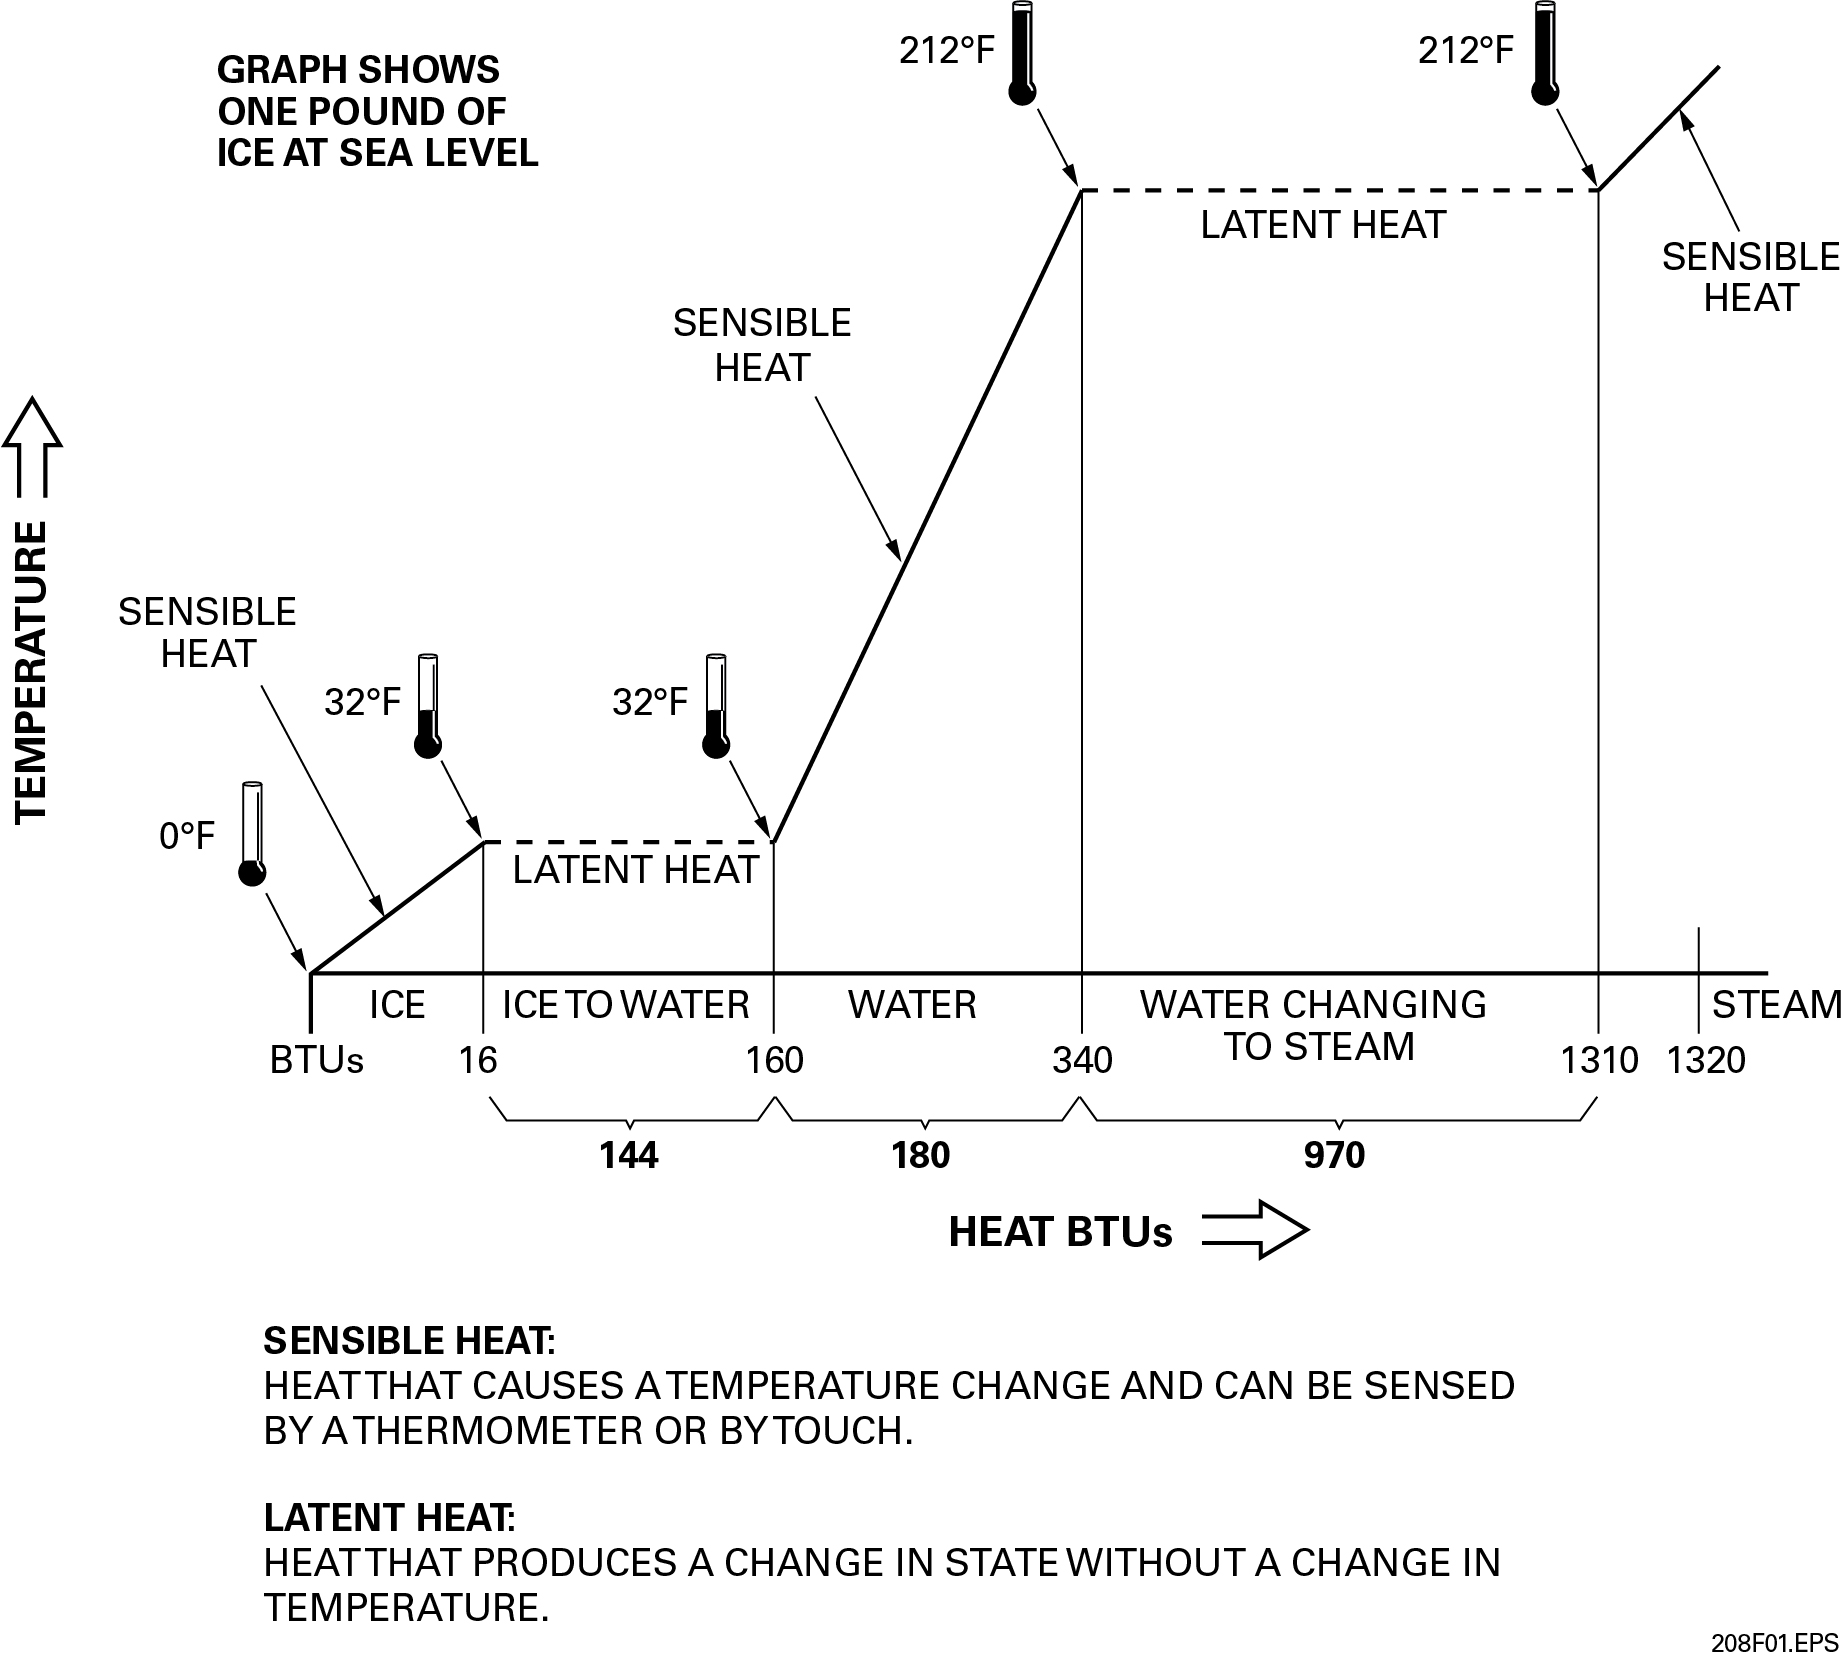 GRAPH SHOWS
ONE POUND OF
ICE AT SEA LEVEL
212°F
212°F
LATENT HEAT
SENSIBLE
HEAT
SENSIBLE
HEAT
TEMPERATURE
SENSIBLE
HEAT
32°F
32°F
0°F
LATENT HEAT
ICE
ICE TO WATER
WATER
WATER CHANGING
TO STEAM
STEAM
BTUs
16
160
340
1310
1320
144
180
970
HEAT BTUs
SENSIBLE HEAT:
HEAT THAT CAUSES A TEMPERATURE CHANGE AND CAN BE SENSED
BY A THERMOMETER OR BY TOUCH.
LATENT HEAT:
HEAT THAT PRODUCES A CHANGE IN STATE WITHOUT A CHANGE IN
TEMPERATURE.
208F01.EPS